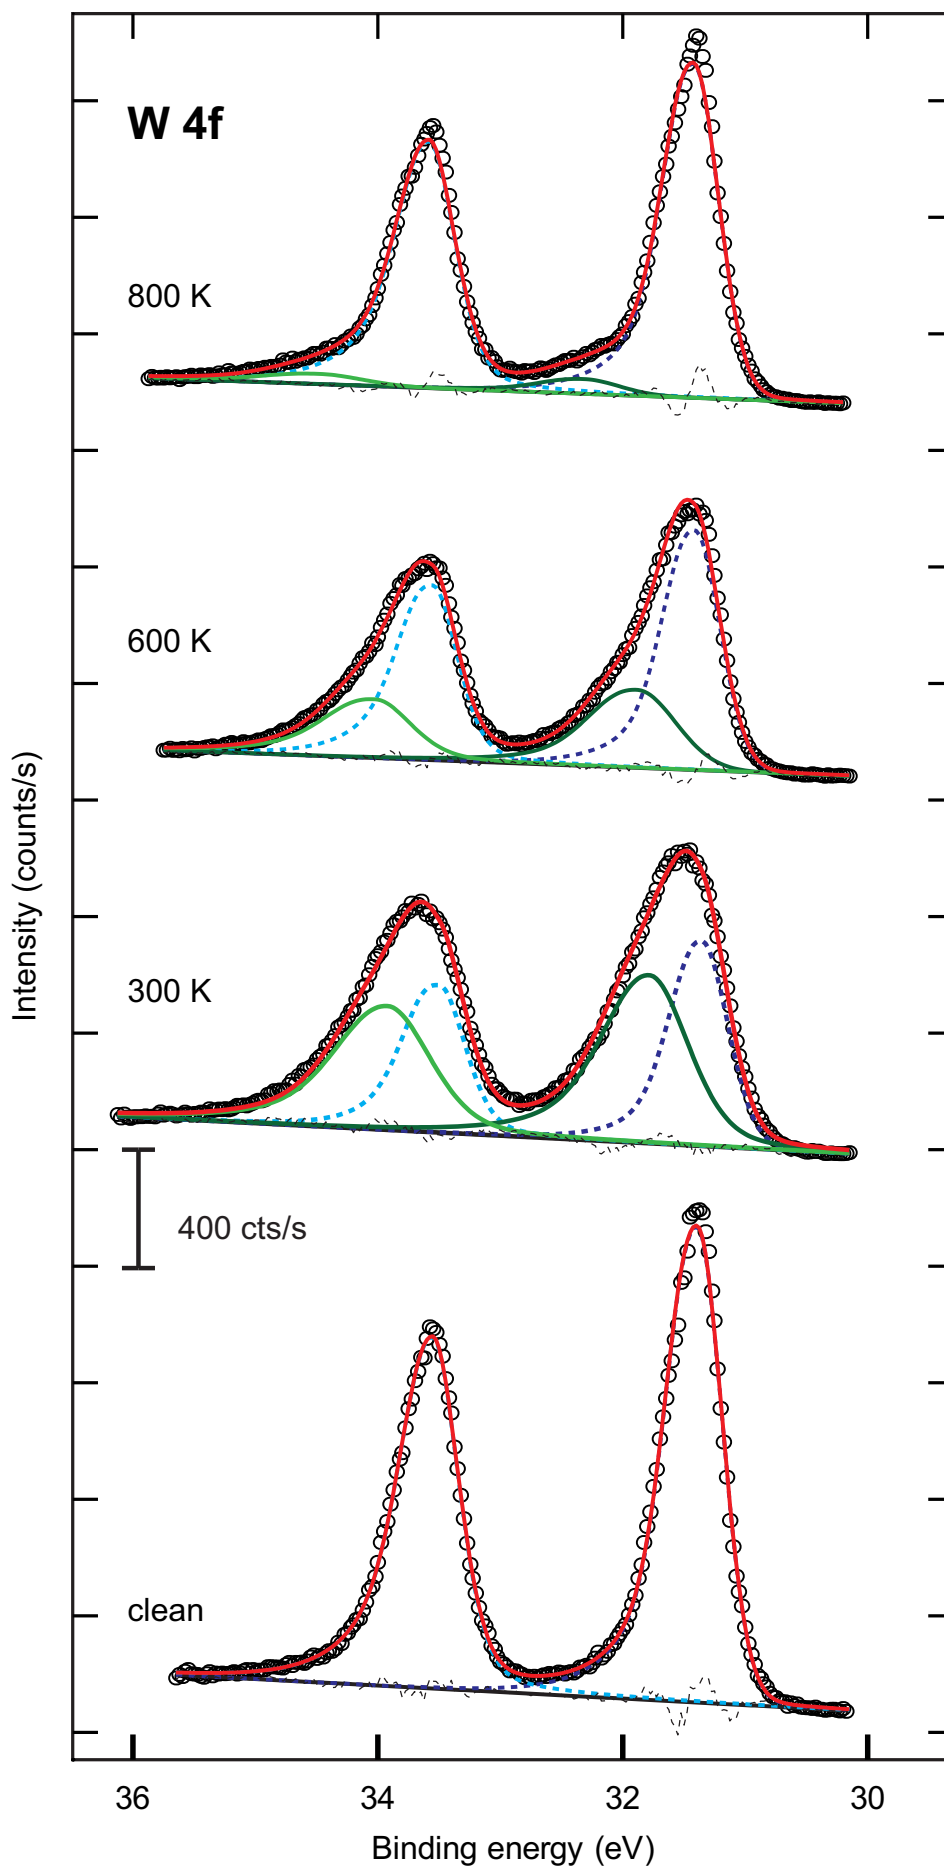 W 4f
800 K
600 K
300 K
400 cts/s
clean
Intensity (counts/s)
36 34 32 30
Binding energy (eV)